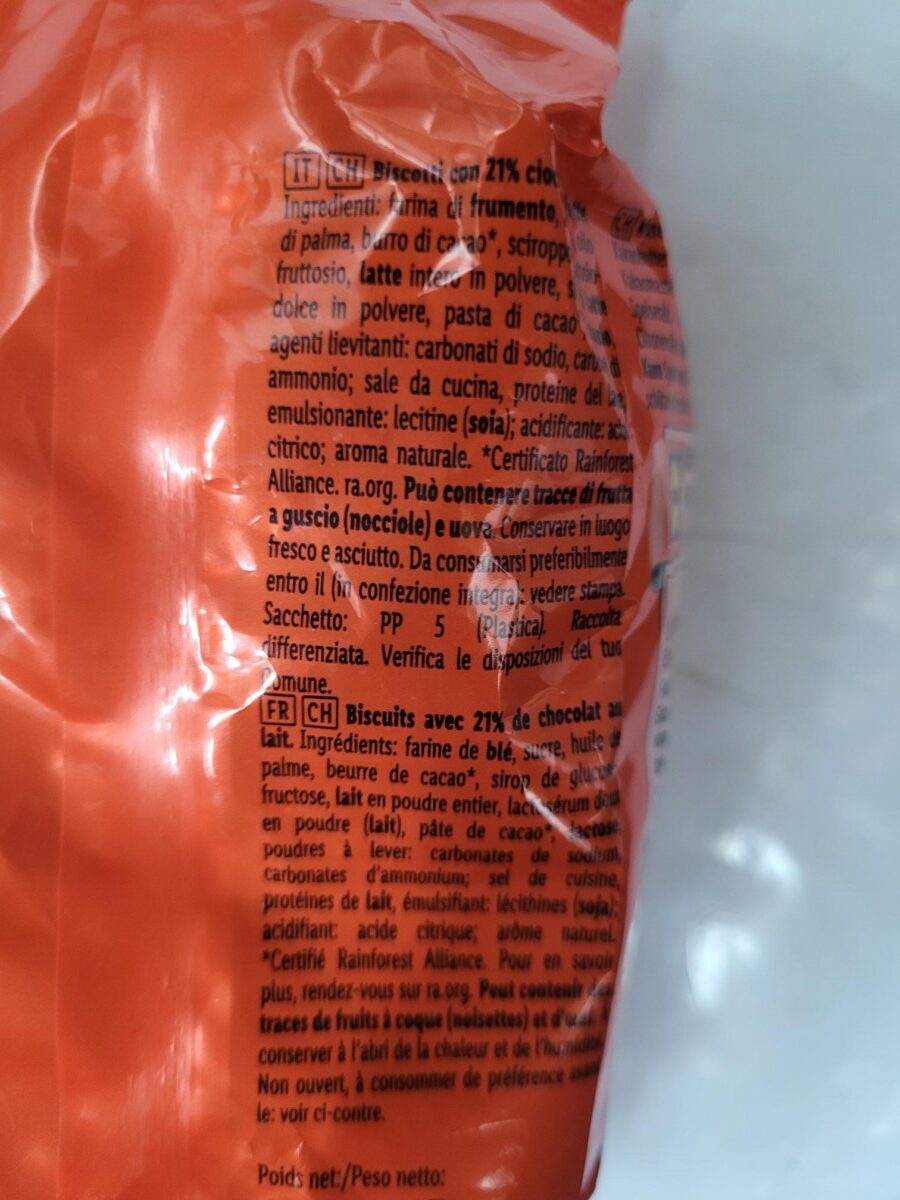 IT CH Biscotti con 21%
Ingredienti: farina di frumento,
di palma, burro di cacao*, sciroppo
fruttosio, latte intero in polvere,
dolce in polvere, pasta di cacao
agenti lievitanti: carbonati di sodio, di
ammonio; sale da cucina, proteine del
emulsionante: lecitine (soia); acidificante: acido
citrico; aroma naturale. *Certificato Rainforest
Alliance. ra.org. Può contenere tracce di frutta
a guscio (nocciole) e uova. Conservare in luogo
fresco e asciutto. Da consumarsi preferibilmente
entro il (in confezione integra): vedere stampa.
Sacchetto: PP 5 (Plastica). Raccolta
differenziata. Verifica le disposizioni del tuo
Comune.
FR CH Biscuits avec 21% de chocolat au
lait. Ingrédients: farine de blé, sucre, huile de
palme, beurre de cacao*, sirop de glucose-
fructose, lait en poudre entier, lactosérum doux
en poudre (lait), pâte de cacao*, lactose,
poudres à lever: carbonates de sodium,
carbonates d'ammonium; sel de cuisine,
protéines de lait, émulsifiant: lécithines (soja);
acidifiant: acide citrique; arôme naturel.
*Certifié Rainforest Alliance. Pour en savoir
plus, rendez-vous sur ra.org. Peut contenir des
traces de fruits à coque (noisettes) et d'œuf. À
conserver à l'abri de la chaleur et de l'humidité.
Non ouvert, à consommer de préférence avant
le: voir ci-contre.
Poids net:/Peso netto: